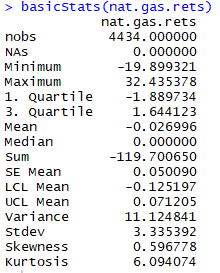 > basicStats(nat.gas.rets)
nat.gas.rets
nobs 4434.000000
NAs 0.000000
Minimum -19.899321
Maximum 32.435378
1. Quartile -1.889734
3. Quartile 1.644123
Mean -0.026996
Median 0.000000
Sum -119.700650
SE Mean 0.050090
LCL Mean -0.125197
UCL Mean 0.071205
Variance 11.124841
Stdev 3.335392
Skewness 0.596778
Kurtosis 6.094074